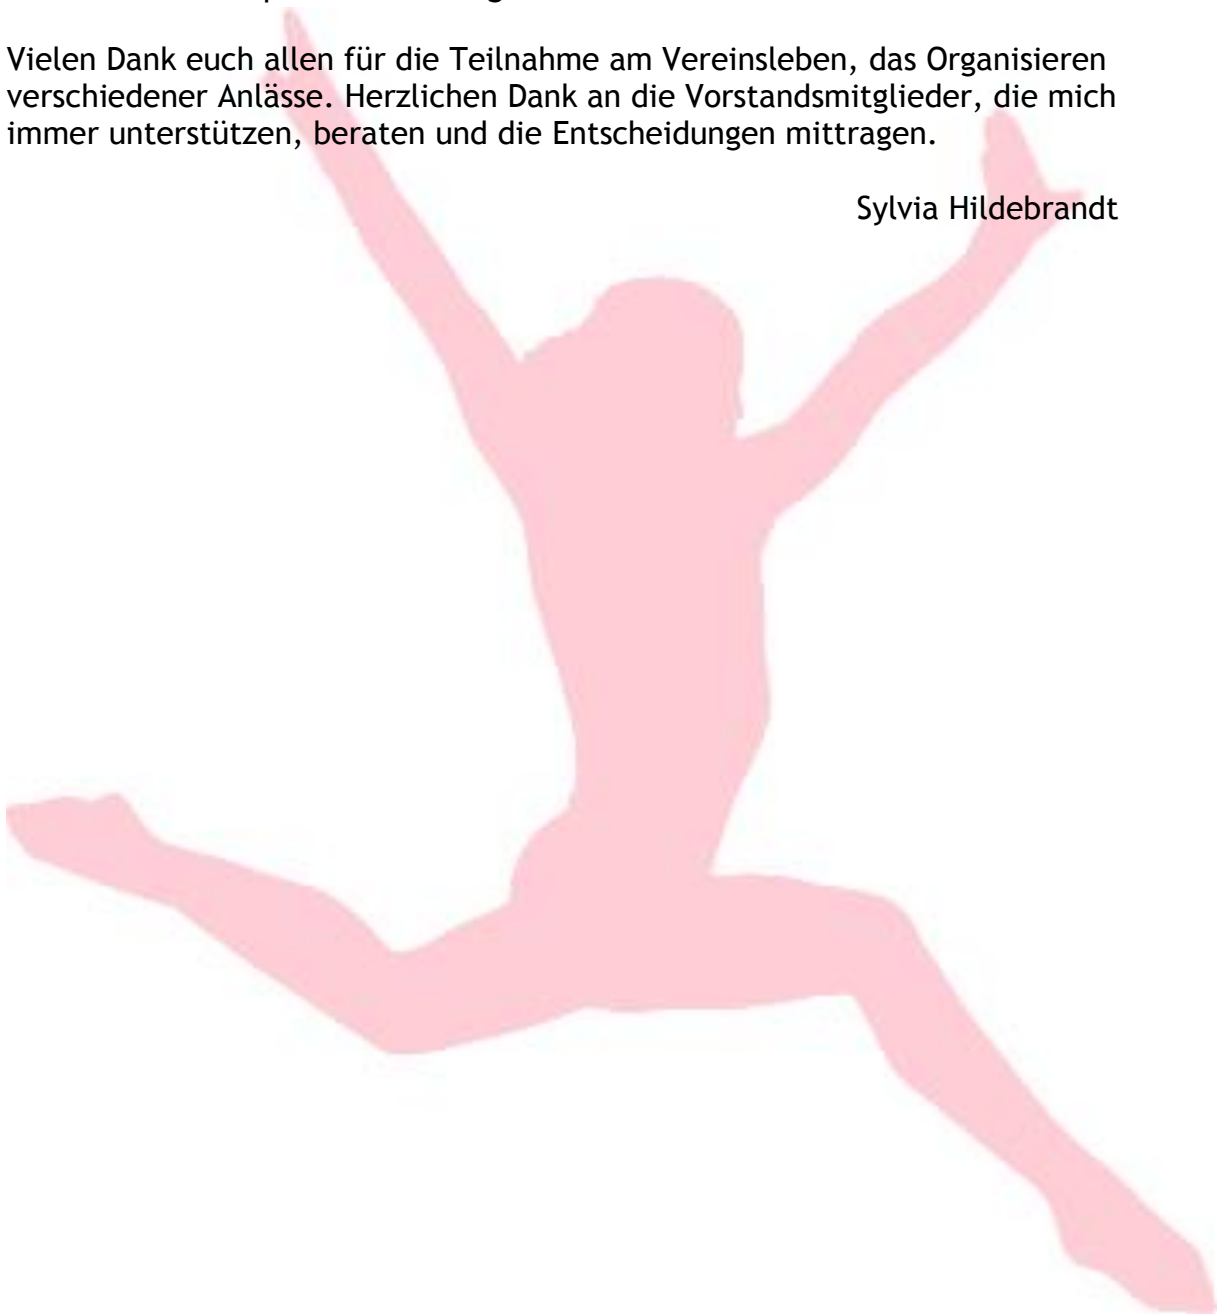 Vielen Dank euch allen für die Teilnahme am Vereinsleben, das Organisieren
verschiedener Anlässe. Herzlichen Dank an die Vorstandsmitglieder, die mich
immer unterstützen, beraten und die Entscheidungen mittragen.
Sylvia Hildebrandt